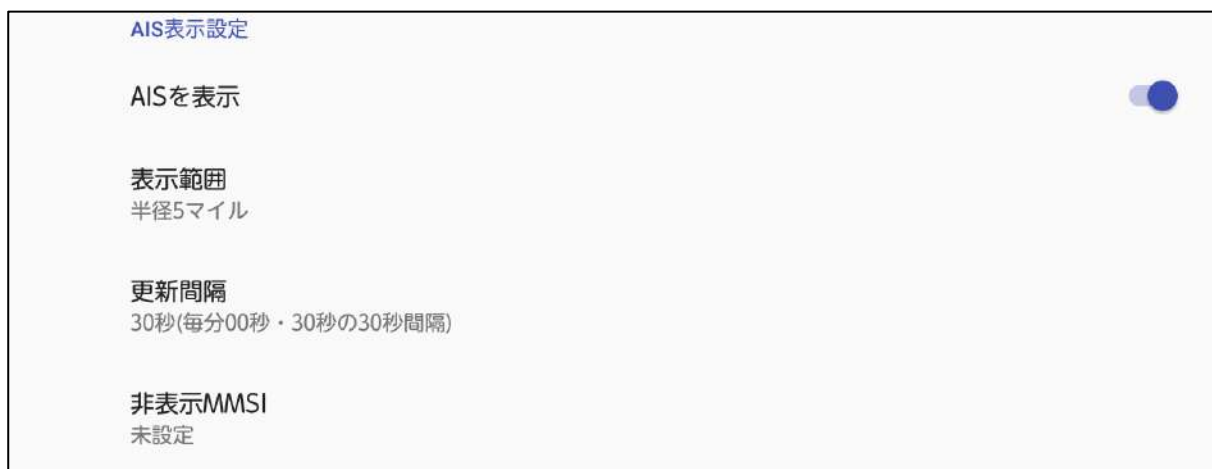 AIS表示設定
AISを表示
表示範囲
半径5マイル
更新間隔
30秒(毎分00秒・30秒の30秒間隔)
非表示MMSI
未設定